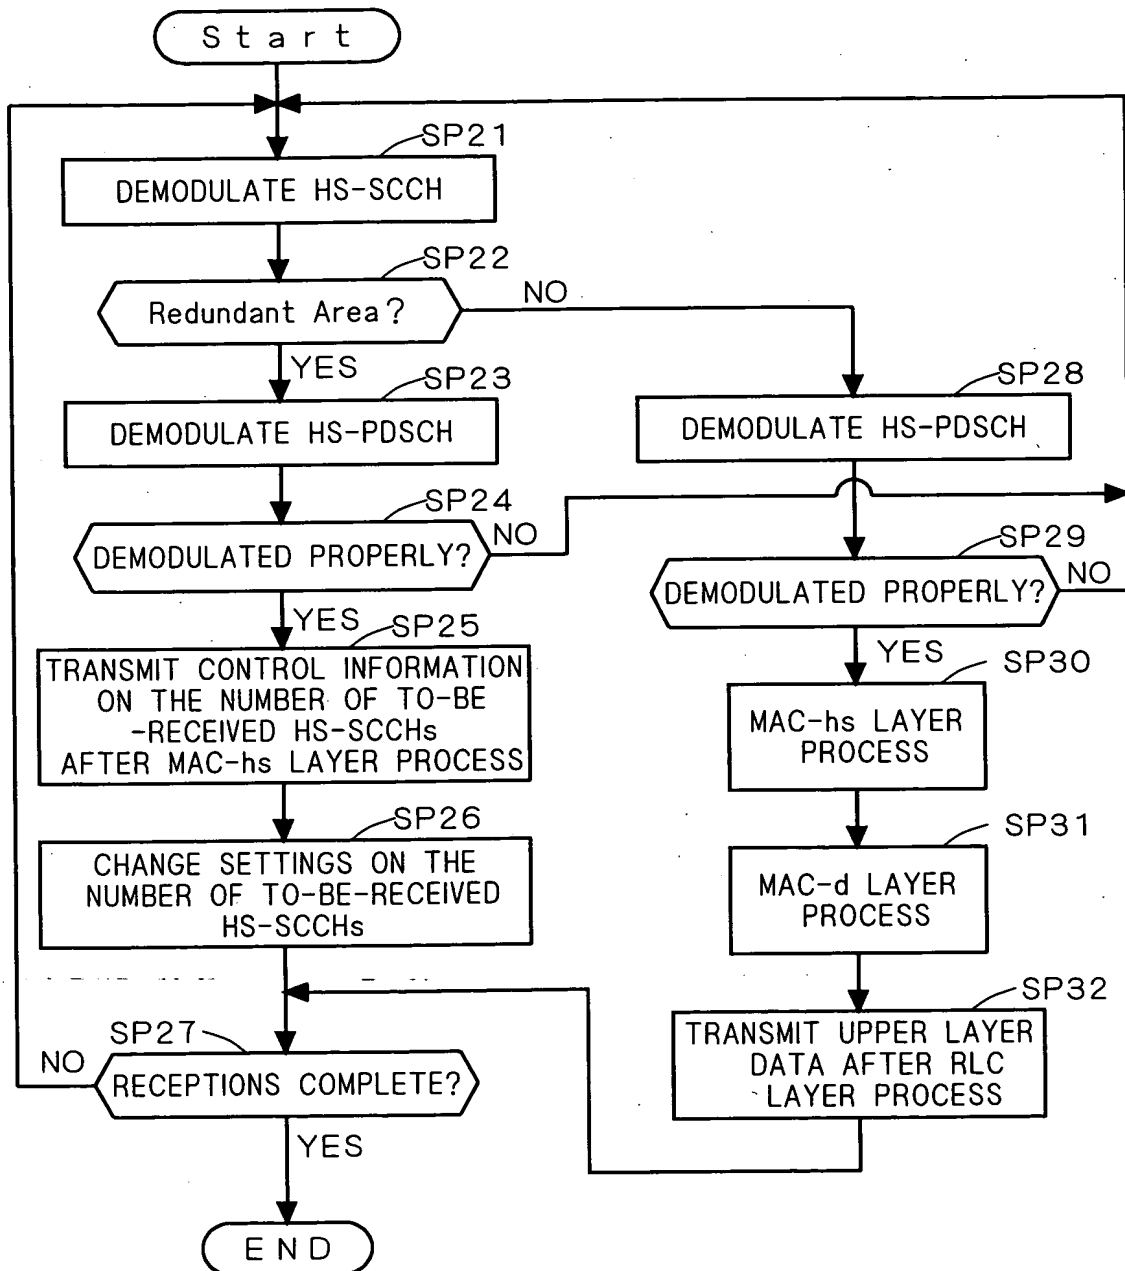 Start
SP21
DEMODULATE HS-SCCH
SP22
Redundant Area?
NO
YES
SP23
DEMODULATE HS-PDSCH
SP28
DEMODULATE HS-PDSCH
SP24
DEMODULATED PROPERLY?
NO
SP29
DEMODULATED PROPERLY?
NO
YES
SP25
TRANSMIT CONTROL INFORMATION
ON THE NUMBER OF TO-BE
-RECEIVED HS-SCCHs
AFTER MAC-hs LAYER PROCESS
YES
SP30
MAC-hs LAYER
PROCESS
SP26
CHANGE SETTINGS ON THE
NUMBER OF TO-BE-RECEIVED
HS-SCCHs
SP31
MAC-d LAYER
PROCESS
SP32
TRANSMIT UPPER LAYER
DATA AFTER RLC
LAYER PROCESS
SP27
NO
RECEPTIONS COMPLETE?
YES
END